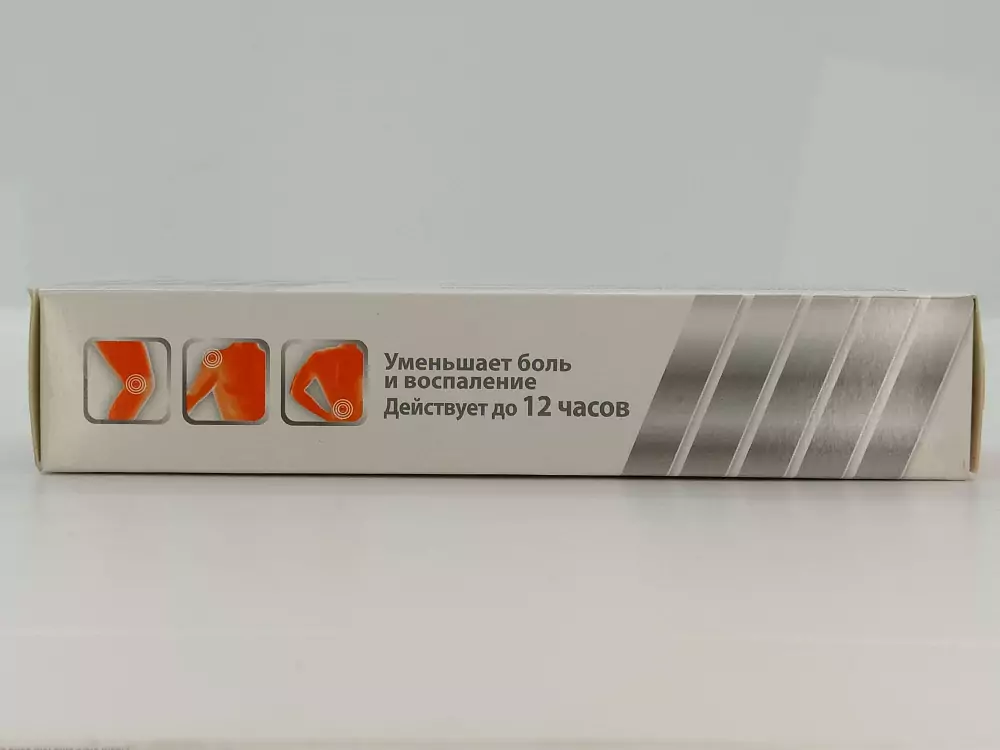 Уменьшает боль
и воспаление
Действует до 12 часов